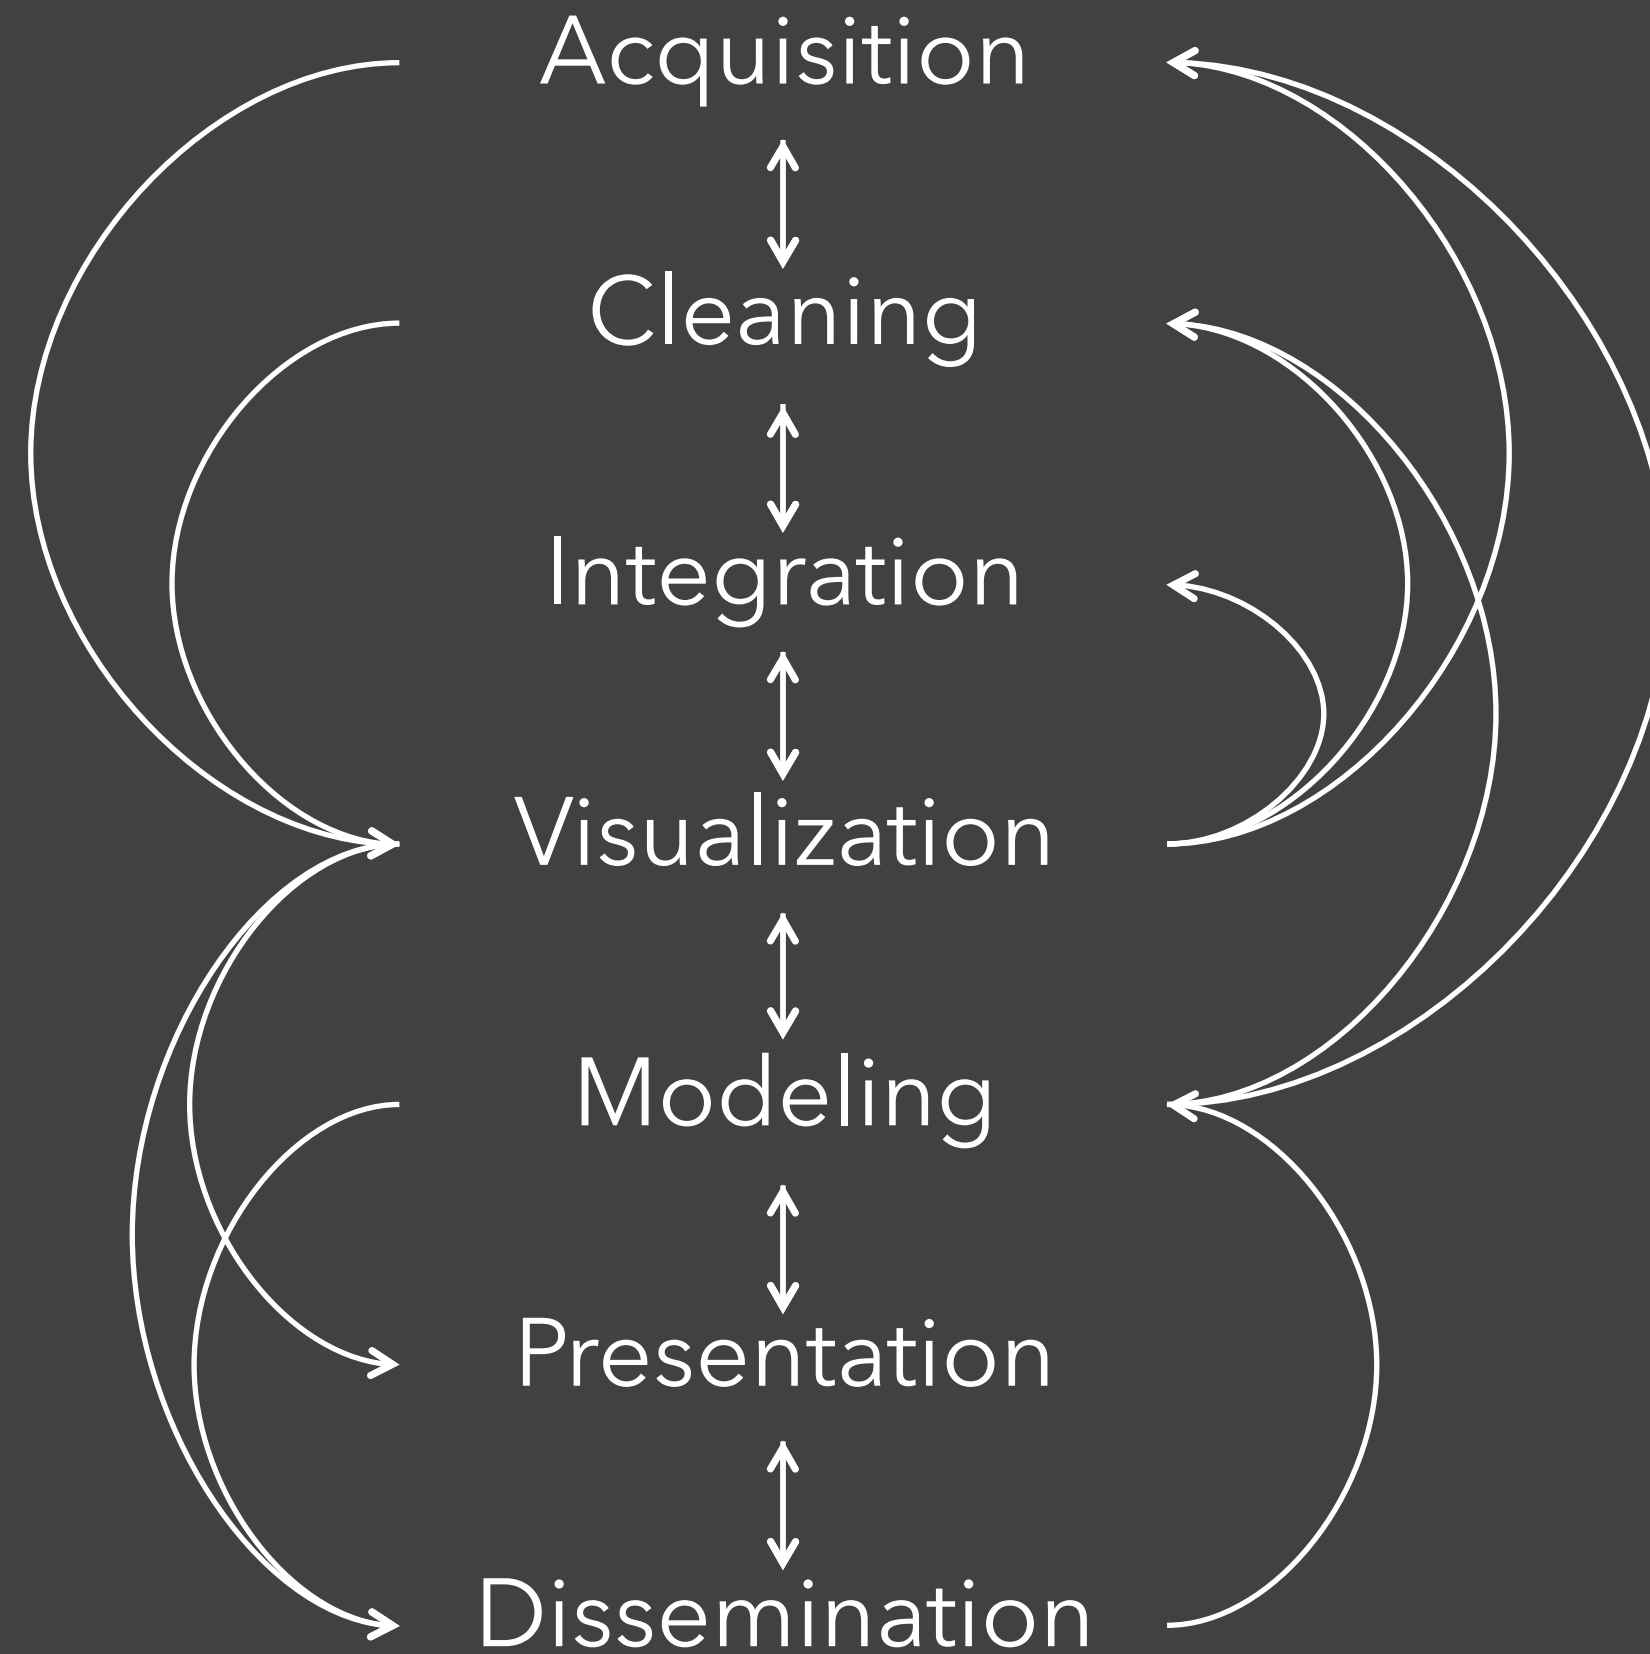 Acquisition
Cleaning
Integration
Visualization
Modeling
Presentation
Dissemination